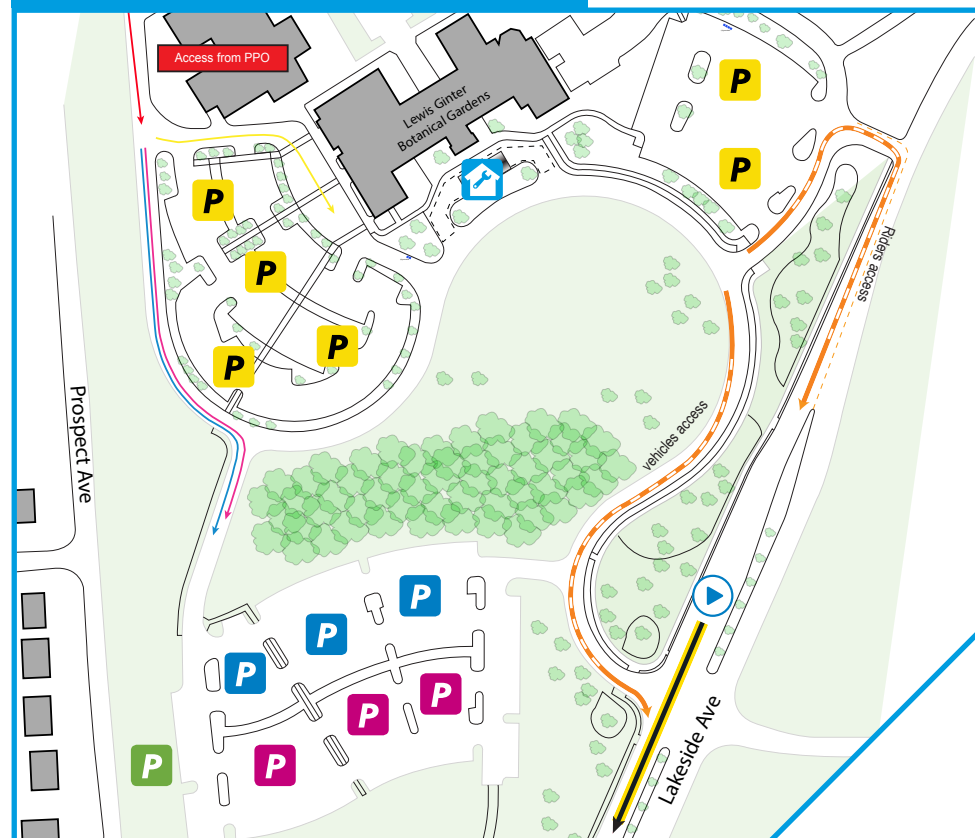 Access from PPO
Lewis Ginter
Botanical Gardens
P
P
P
P
P
P
Riders access
Prospect Ave
vehicles access
P
P
P
P
P
P
P
Lakeside Ave